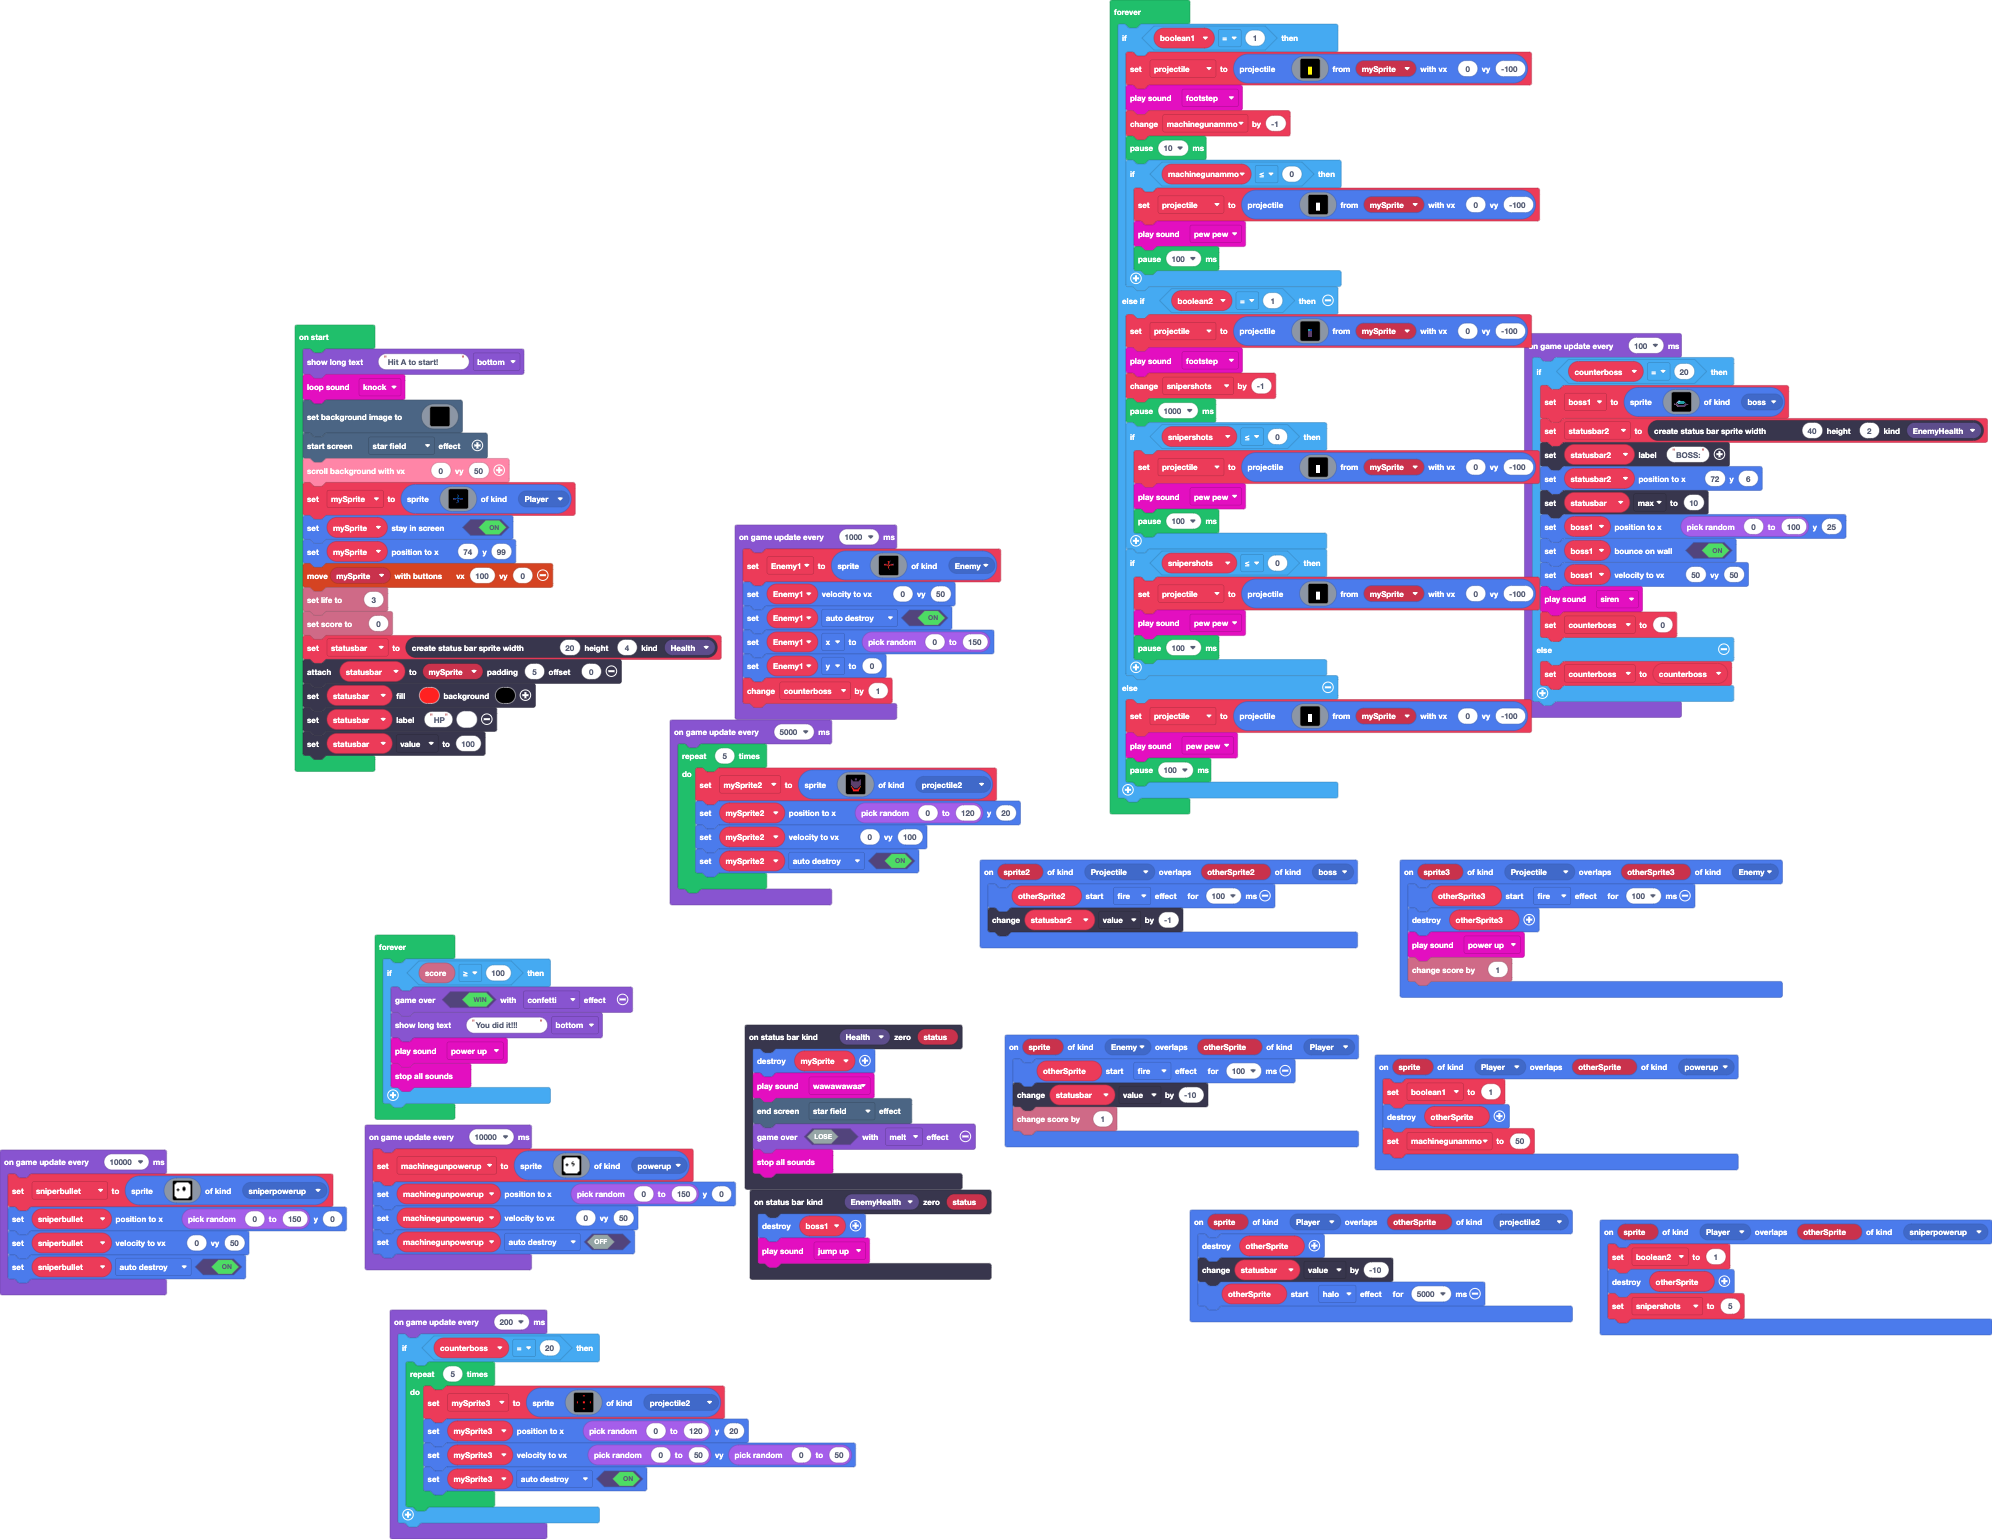 on start
show long text "Hit A to start!" bottom
loop sound knock
set background image to
start screen star field effect
scroll background with vx 0 vy 50
set mySprite to sprite of kind Player
set mySprite stay in screen ON
set mySprite position to x 74 y 99
move mySprite with buttons vx 100 vy 0
set life to 3
set score to 0
set statusbar to create status bar sprite width 20 height 4 kind Health
attach statusbar to mySprite padding 5 offset 0
set statusbar fill background
set statusbar label "HP"
set statusbar value to 100
on game update every 1000 ms
set Enemy1 to sprite of kind Enemy
set Enemy1 velocity to vx 0 vy 50
set Enemy1 auto destroy ON
set Enemy1 x to pick random 0 to 150
set Enemy1 y to 0
change counterboss by 1
on game update every 5000 ms
repeat 5 times
do
set mySprite2 to sprite of kind projectile2
set mySprite2 position to x pick random 0 to 120 y 20
set mySprite2 velocity to vx 0 vy 100
set mySprite2 auto destroy ON
forever
if boolean1 = 1 then
set projectile to projectile from mySprite with vx 0 vy -100
play sound footstep
change machinegunammo by -1
pause 10 ms
if machinegunammo ≤ 0 then
set projectile to projectile from mySprite with vx 0 vy -100
play sound pew pew
pause 100 ms
else if boolean2 = 1 then
set projectile to projectile from mySprite with vx 0 vy -100
play sound footstep
change snipershots by -1
pause 1000 ms
if snipershots ≤ 0 then
set projectile to projectile from mySprite with vx 0 vy -100
play sound pew pew
pause 100 ms
if snipershots ≤ 0 then
set projectile to projectile from mySprite with vx 0 vy -100
play sound pew pew
pause 100 ms
else
set projectile to projectile from mySprite with vx 0 vy -100
play sound pew pew
pause 100 ms
on game update every 100 ms
if counterboss = 20 then
set boss1 to sprite of kind boss
set statusbar2 to create status bar sprite width 40 height 2 kind EnemyHealth
set statusbar2 label "BOSS:"
set statusbar2 position to x 72 y 6
set statusbar max to 10
set boss1 position to x pick random 0 to 100 y 25
set boss1 bounce on wall ON
set boss1 velocity to vx 50 vy 50
play sound siren
set counterboss to 0
else
set counterboss to counterboss
on sprite2 of kind Projectile overlaps otherSprite2 of kind boss
otherSprite2 start fire effect for 100 ms
change statusbar2 value by -1
on sprite3 of kind Projectile overlaps otherSprite3 of kind Enemy
otherSprite3 start fire effect for 100 ms
destroy otherSprite3
play sound power up
change score by 1
forever
if score ≥ 100 then
game over WIN with confetti effect
show long text "You did it!!!" bottom
play sound power up
stop all sounds
on status bar kind Health zero status
destroy mySprite
play sound wawawawaa
end screen star field effect
game over LOSE with melt effect
stop all sounds
on sprite of kind Enemy overlaps otherSprite of kind Player
otherSprite start fire effect for 100 ms
change statusbar value by -10
change score by 1
on sprite of kind Player overlaps otherSprite of kind powerup
set boolean1 to 1
destroy otherSprite
set machinegunammo to 50
on game update every 10000 ms
set sniperbullet to sprite of kind sniperpowerup
set sniperbullet position to x pick random 0 to 150 y 0
set sniperbullet velocity to vx 0 vy 50
set sniperbullet auto destroy ON
on game update every 10000 ms
set machinegunpowerup to sprite of kind powerup
set machinegunpowerup position to x pick random 0 to 150 y 0
set machinegunpowerup velocity to vx 0 vy 50
set machinegunpowerup auto destroy OFF
on status bar kind EnemyHealth zero status
destroy boss1
play sound jump up
on sprite of kind Player overlaps otherSprite of kind projectile2
destroy otherSprite
change statusbar value by -10
otherSprite start halo effect for 5000 ms
on sprite of kind Player overlaps otherSprite of kind sniperpowerup
set boolean2 to 1
destroy otherSprite
set snipershots to 5
on game update every 200 ms
if counterboss = 20 then
repeat 5 times
do
set mySprite3 to sprite of kind projectile2
set mySprite3 position to x pick random 0 to 120 y 20
set mySprite3 velocity to vx pick random 0 to 50 vy pick random 0 to 50
set mySprite3 auto destroy ON